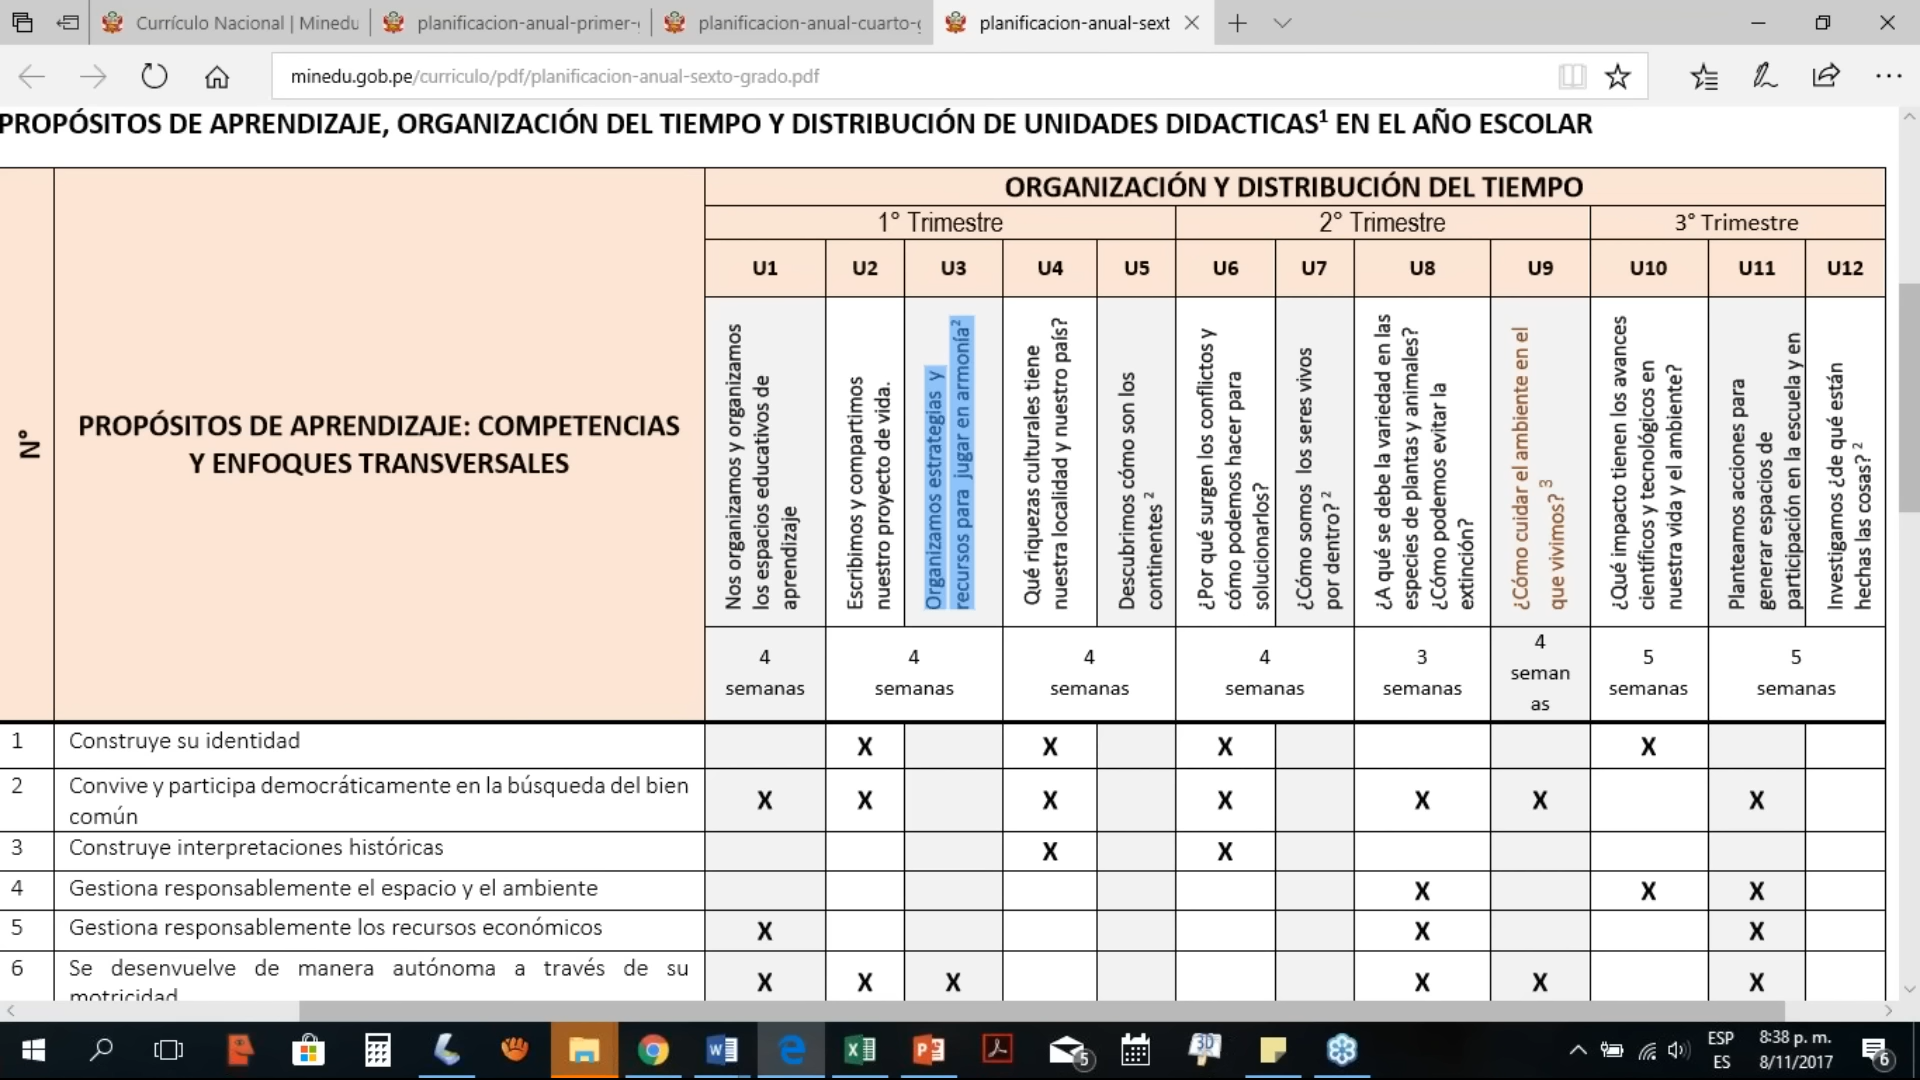 Currículo Nacional | Minedu
planificacion-anual-primer-
planificacion-anual-cuarto-g
planificacion-anual-sext
minedu.gob.pe/curriculo/pdf/planificacion-anual-sexto-grado.pdf
PROPÓSITOS DE APRENDIZAJE, ORGANIZACIÓN DEL TIEMPO Y DISTRIBUCIÓN DE UNIDADES DIDACTICAS¹ EN EL AÑO ESCOLAR
N°
PROPÓSITOS DE APRENDIZAJE: COMPETENCIAS
Y ENFOQUES TRANSVERSALES
ORGANIZACIÓN Y DISTRIBUCIÓN DEL TIEMPO
1° Trimestre
2° Trimestre
3° Trimestre
U1 U2 U3 U4 U5 U6 U7 U8 U9 U10 U11 U12
Nos organizamos y organizamos
los espacios educativos de
aprendizaje
Escribimos y compartimos
nuestro proyecto de vida.
Organizamos estrategias y
recursos para jugar en armonía²
Qué riquezas culturales tiene
nuestra localidad y nuestro país?
Descubrimos cómo son los
continentes ²
¿Por qué surgen los conflictos y
cómo podemos hacer para
solucionarlos?
¿Cómo somos los seres vivos
por dentro? ²
¿A qué se debe la variedad en las
especies de plantas y animales?
¿Cómo podemos evitar la
extinción?
¿Cómo cuidar el ambiente en el
que vivimos? ³
¿Qué impacto tienen los avances
científicos y tecnológicos en
nuestra vida y el ambiente?
Planteamos acciones para
generar espacios de
participación en la escuela y en
Investigamos ¿de qué están
hechas las cosas? ²
4
semanas
4
semanas
4
semanas
4
semanas
3
semanas
4
seman
as
5
semanas
5
semanas
1 Construye su identidad X X X X
2 Convive y participa democráticamente en la búsqueda del bien
común X X X X X X X
3 Construye interpretaciones históricas X X
4 Gestiona responsablemente el espacio y el ambiente X X X
5 Gestiona responsablemente los recursos económicos X X X
6 Se desenvuelve de manera autónoma a través de su
motricidad X X X X X X
5
3D
ESP
ES
8:38 p. m.
8/11/2017
6